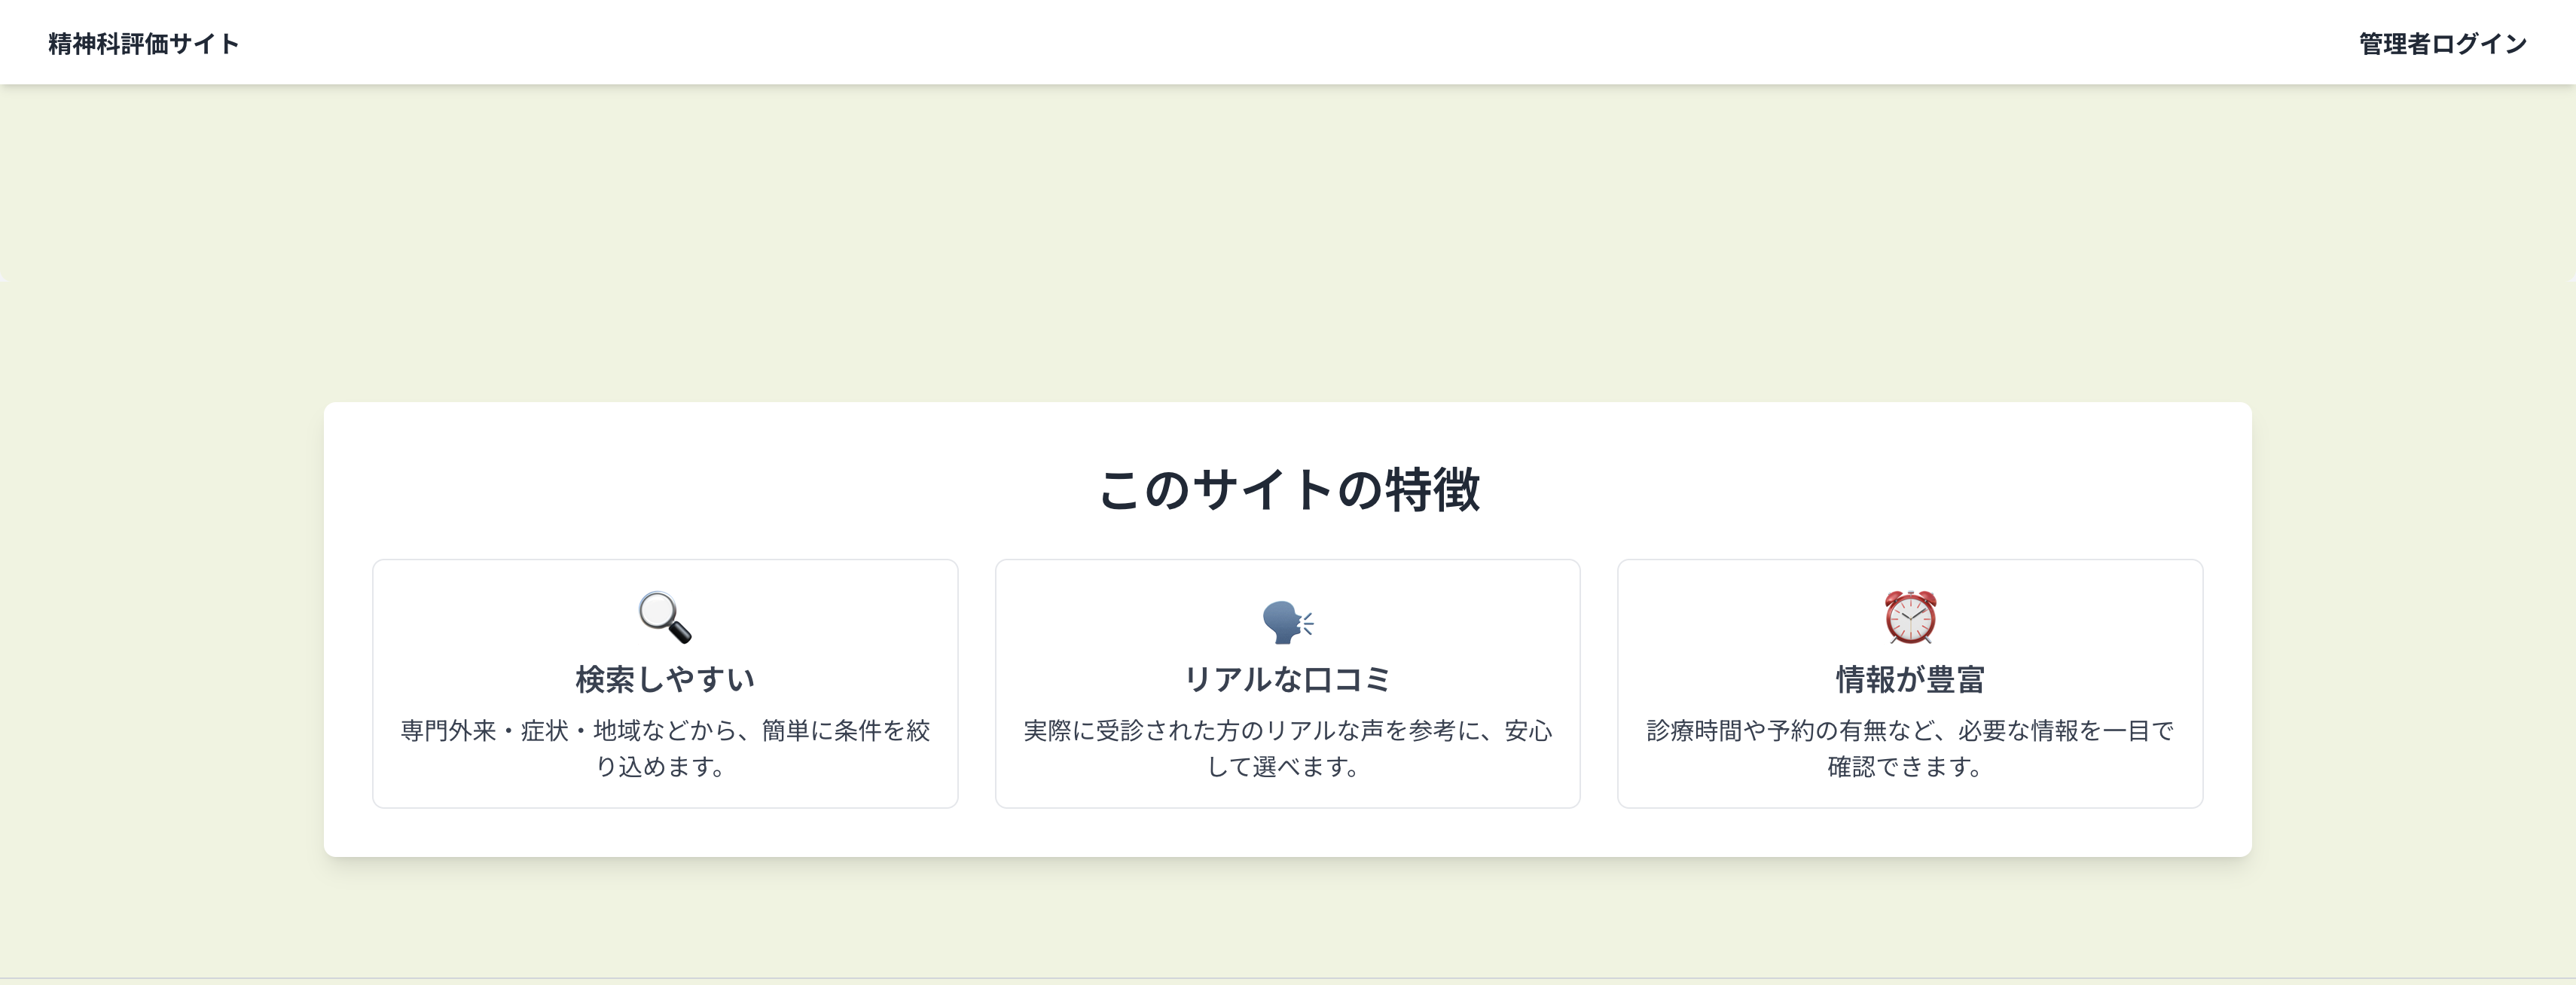 精神科評価サイト
管理者ログイン
このサイトの特徴
検索しやすい
専門外来・症状・地域などから、簡単に条件を絞
り込めます。
リアルな口コミ
実際に受診された方のリアルな声を参考に、安心
して選べます。
情報が豊富
診療時間や予約の有無など、必要な情報を一目で
確認できます。